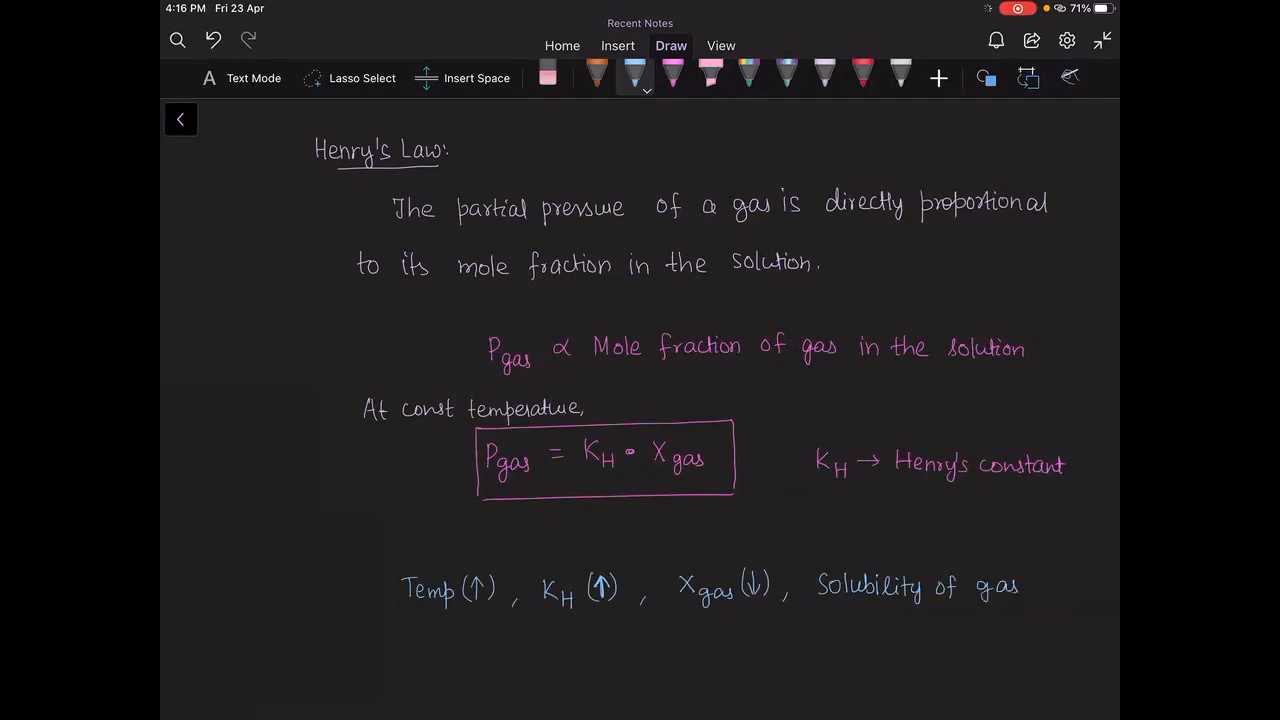 4:16 PM Fri 23 Apr
71%
Recent Notes
Home Insert Draw View
A Text Mode Lasso Select Insert Space
Henry's Law:
The partial pressure of a gas is directly proportional
to its mole fraction in the solution.
Pgas ∝ Mole fraction of gas in the solution
At const temperature,
Pgas = KH • Xgas KH → Henry's constant
Temp(↑), KH(↑), Xgas(↓), Solubility of gas